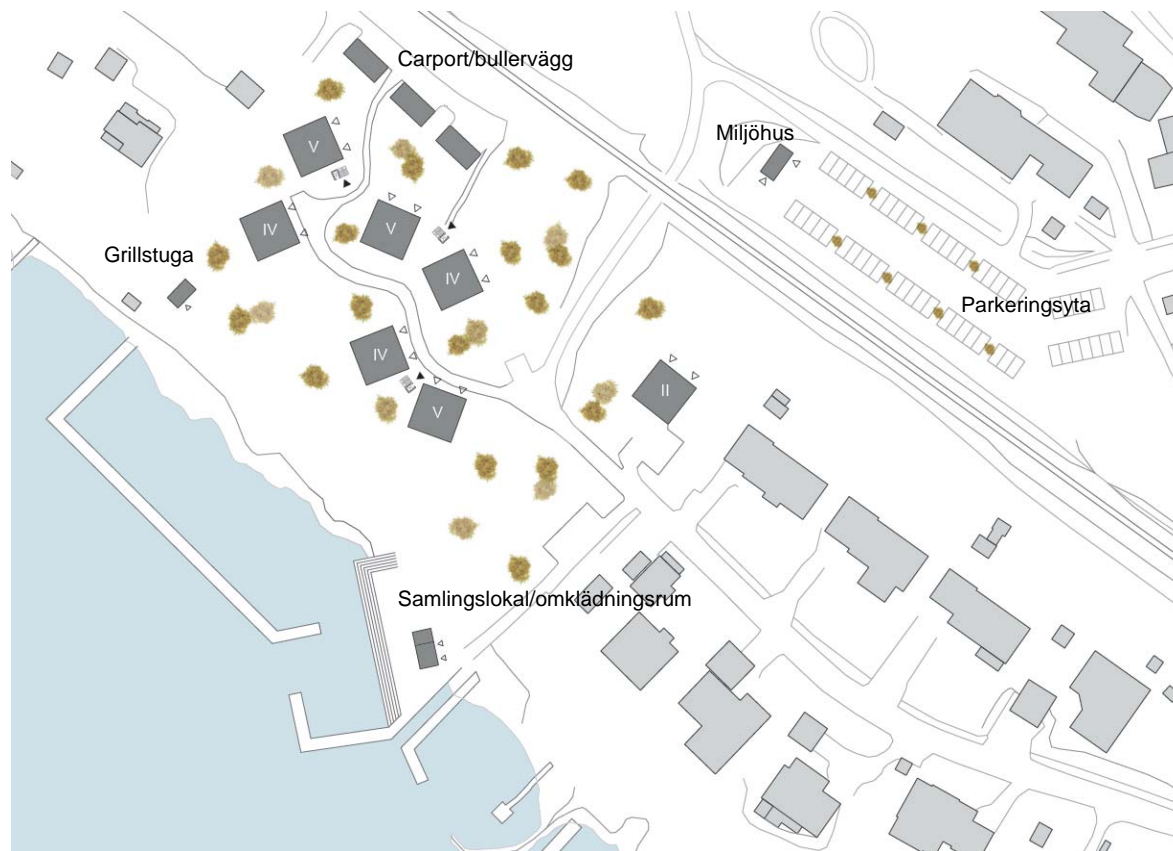 Carport/bullervägg
Miljöhus
V
IV
V
Grillstuga
IV
Parkeringsyta
IV
II
V
Samlingslokal/omklädningsrum